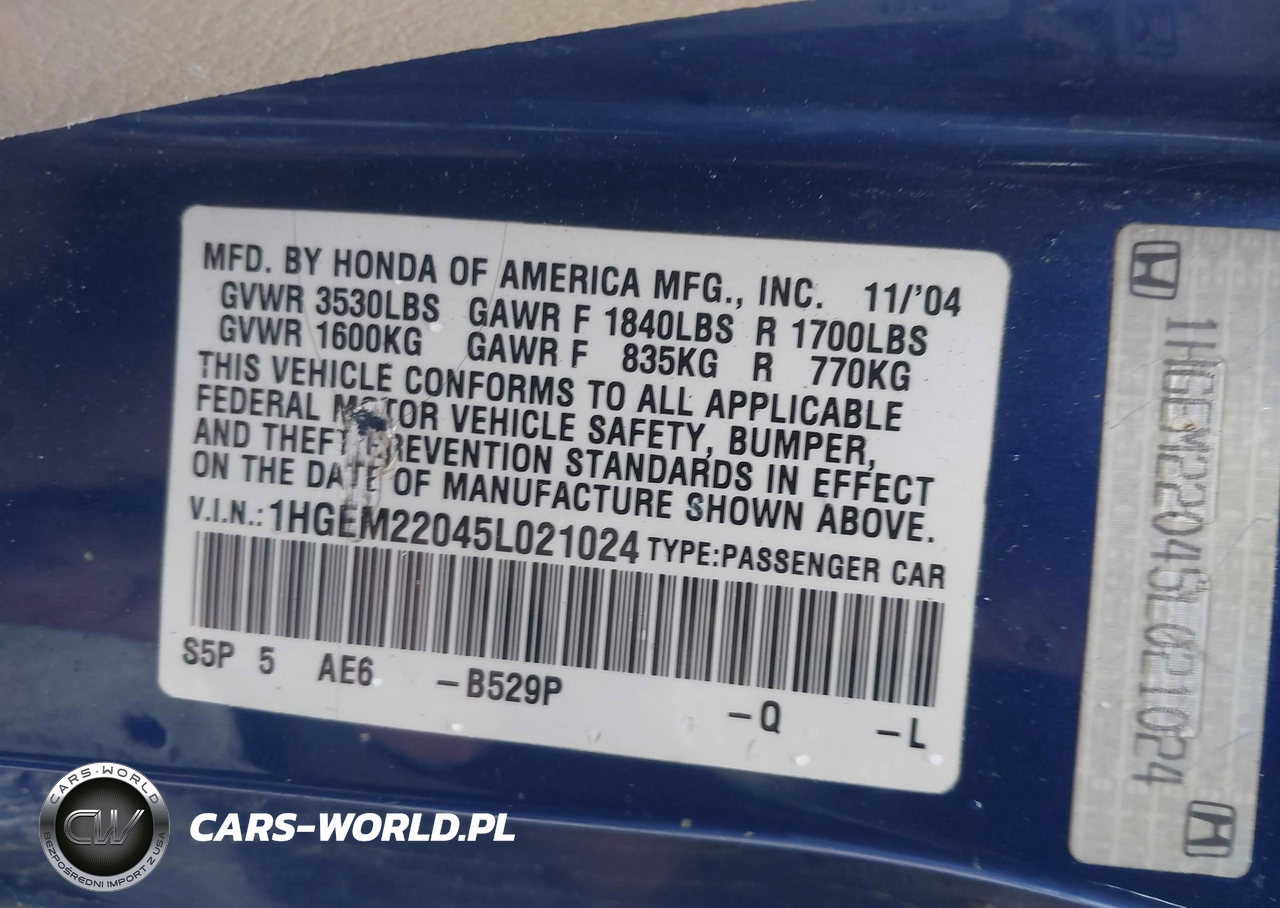 MFD. BY HONDA OF AMERICA MFG., INC. 11/'04
GVWR 3530LBS GAWR F 1840LBS R 1700LBS
GVWR 1600KG GAWR F 835KG R 770KG
THIS VEHICLE CONFORMS TO ALL APPLICABLE
FEDERAL MOTOR VEHICLE SAFETY, BUMPER,
AND THEFT PREVENTION STANDARDS IN EFFECT
ON THE DATE OF MANUFACTURE SHOWN ABOVE.
V.I.N.: 1HGEM22045L021024 TYPE:PASSENGER CAR
S5P 5 AE6 –B529P –Q –L
1HGEM22045L021024
CARS-WORLD
CW
BEZPOŚREDNI IMPORT Z USA
CARS-WORLD.PL